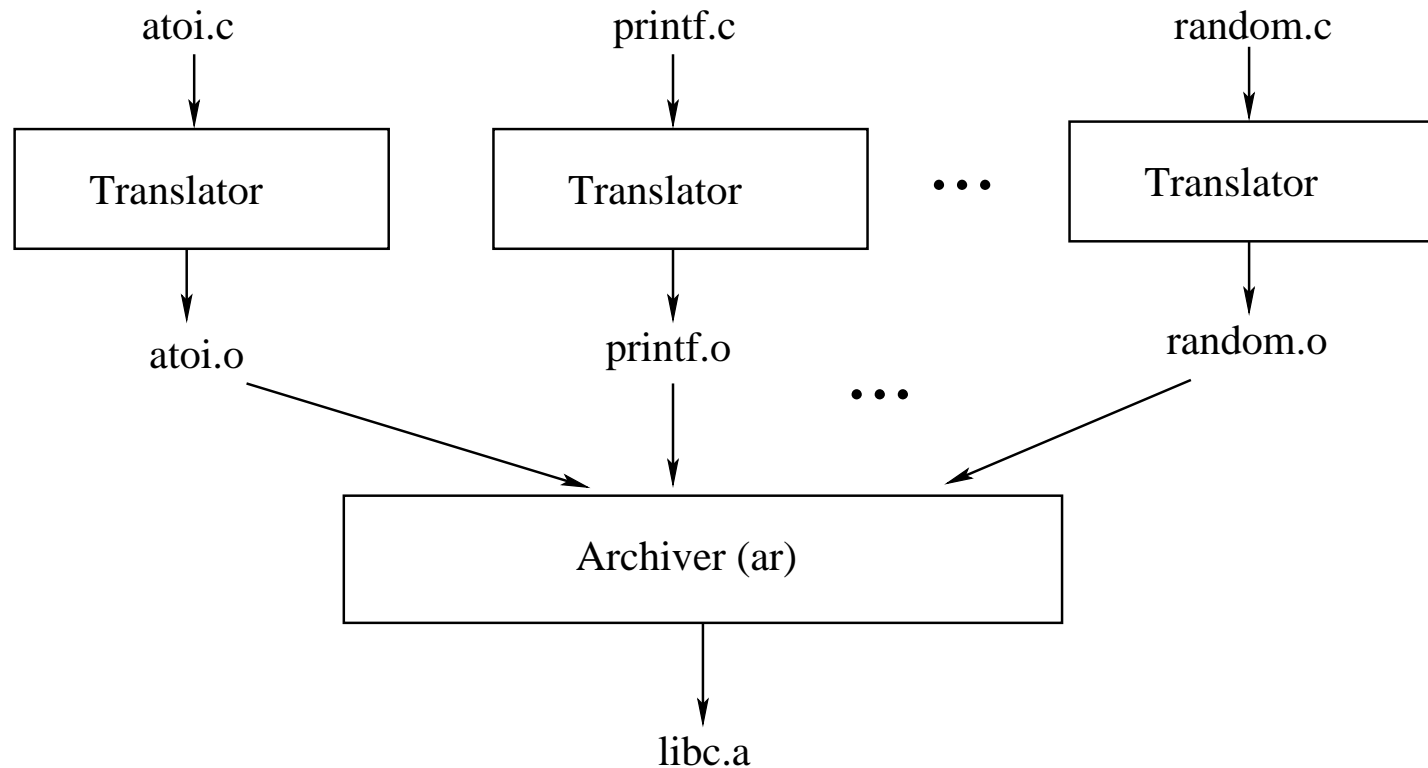 atoi.c printf.c random.c
Translator Translator ••• Translator
atoi.o printf.o random.o
•••
Archiver (ar)
libc.a